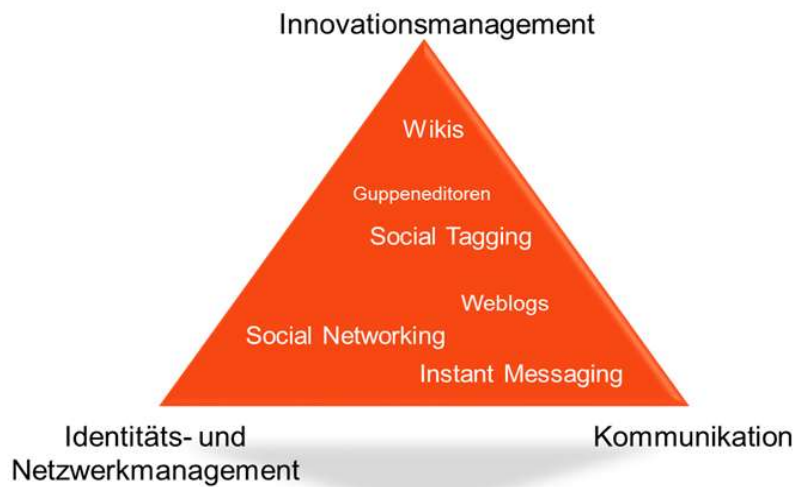 Innovationsmanagement
Wikis
Guppeneditoren
Social Tagging
Weblogs
Social Networking
Instant Messaging
Identitäts- und
Netzwerkmanagement
Kommunikation